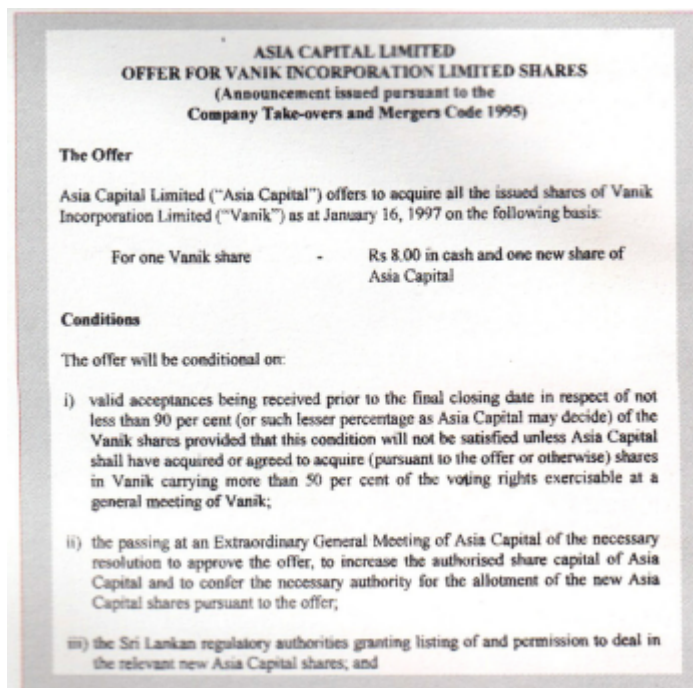 ASIA CAPITAL LIMITED
OFFER FOR VANIK INCORPORATION LIMITED SHARES
(Announcement issued pursuant to the
Company Take-overs and Mergers Code 1995)
The Offer
Asia Capital Limited ("Asia Capital") offers to acquire all the issued shares of Vanik
Incorporation Limited ("Vanik") as at January 16, 1997 on the following basis:
For one Vanik share - Rs 8.00 in cash and one new share of
Asia Capital
Conditions
The offer will be conditional on:
i) valid acceptances being received prior to the final closing date in respect of not
less than 90 per cent (or such lesser percentage as Asia Capital may decide) of the
Vanik shares provided that this condition will not be satisfied unless Asia Capital
shall have acquired or agreed to acquire (pursuant to the offer or otherwise) shares
in Vanik carrying more than 50 per cent of the voting rights exercisable at a
general meeting of Vanik;
ii) the passing at an Extraordinary General Meeting of Asia Capital of the necessary
resolution to approve the offer, to increase the authorised share capital of Asia
Capital and to confer the necessary authority for the allotment of the new Asia
Capital shares pursuant to the offer;
iii) the Sri Lankan regulatory authorities granting listing of and permission to deal in
the relevant new Asia Capital shares; and